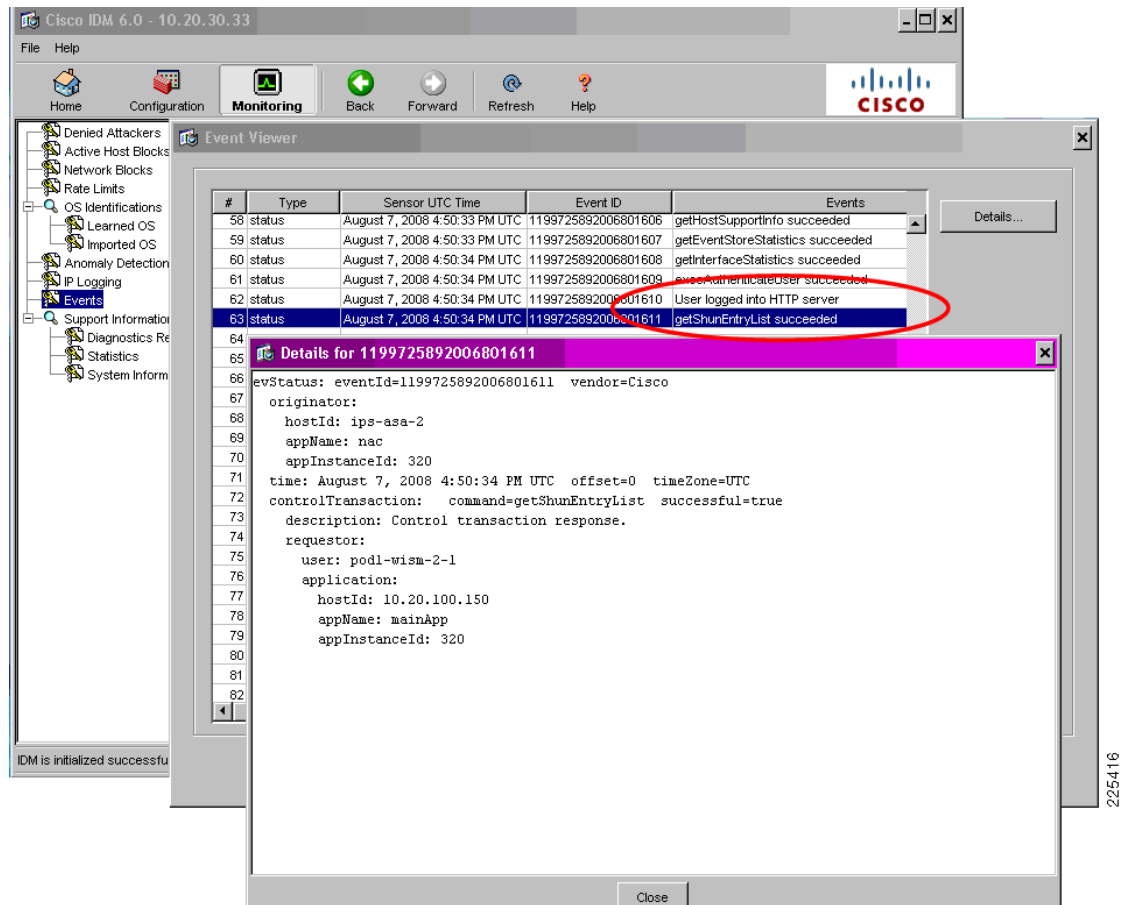 Cisco IDM 6.0 - 10.20.30.33
File Help
Home Configuration Monitoring Back Forward Refresh Help
CISCO
Denied Attackers
Active Host Blocks
Network Blocks
Rate Limits
OS Identifications
Learned OS
Imported OS
Anomaly Detection
IP Logging
Events
Support Information
Diagnostics Re
Statistics
System Inform
IDM is initialized successfu
Event Viewer
# Type Sensor UTC Time Event ID Events
58 status August 7, 2008 4:50:33 PM UTC 1199725892006801606 getHostSupportInfo succeeded
59 status August 7, 2008 4:50:33 PM UTC 1199725892006801607 getEventStoreStatistics succeeded
60 status August 7, 2008 4:50:34 PM UTC 1199725892006801608 getInterfaceStatistics succeeded
61 status August 7, 2008 4:50:34 PM UTC 1199725892006801609 execAuthenticateUser succeeded
62 status August 7, 2008 4:50:34 PM UTC 1199725892006801610 User logged into HTTP server
63 status August 7, 2008 4:50:34 PM UTC 1199725892006801611 getShunEntryList succeeded
64
65
66
67
68
69
70
71
72
73
74
75
76
77
78
79
80
81
82
Details...
Details for 1199725892006801611
evStatus: eventId=1199725892006801611 vendor=Cisco
originator:
hostId: ips-asa-2
appName: nac
appInstanceId: 320
time: August 7, 2008 4:50:34 PM UTC offset=0 timeZone=UTC
controlTransaction: command=getShunEntryList successful=true
description: Control transaction response.
requestor:
user: pod1-wism-2-1
application:
hostId: 10.20.100.150
appName: mainApp
appInstanceId: 320
Close
225416